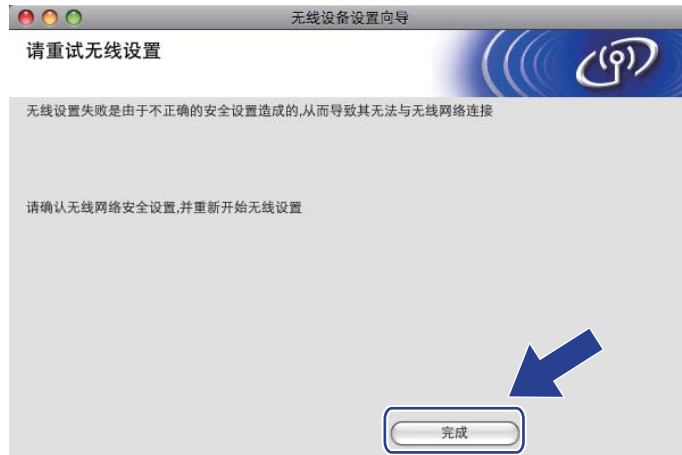 无线设备设置向导
请重试无线设置
无线设置失败是由于不正确的安全设置造成的,从而导致其无法与无线网络连接
请确认无线网络安全设置,并重新开始无线设置
完成